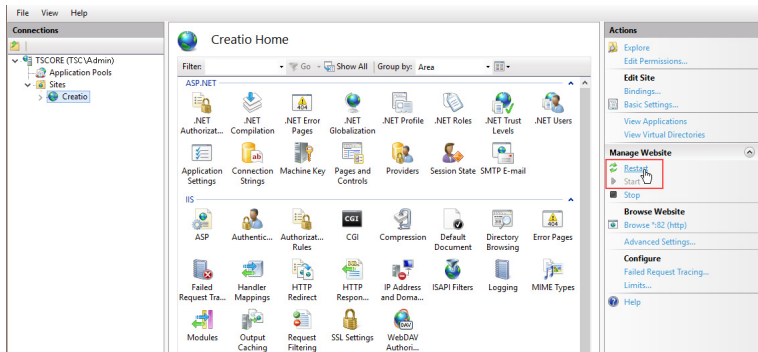 File View Help
Connections
TSCORE (TSC\Admin)
Application Pools
Sites
Creatio
Creatio Home
Filter: Go Show All Group by: Area
ASP.NET
.NET Authorizat...
.NET Compilation
.NET Error Pages
.NET Globalization
.NET Profile
.NET Roles
.NET Trust Levels
.NET Users
Application Settings
Connection Strings
Machine Key
Pages and Controls
Providers
Session State
SMTP E-mail
IIS
ASP
Authentic...
Authorizat... Rules
CGI
Compression
Default Document
Directory Browsing
Error Pages
Failed Request Tra...
Handler Mappings
HTTP Redirect
HTTP Respon...
IP Address and Doma...
ISAPI Filters
Logging
MIME Types
Modules
Output Caching
Request Filtering
SSL Settings
WebDAV Authori...
Actions
Explore
Edit Permissions...
Edit Site
Bindings...
Basic Settings...
View Applications
View Virtual Directories
Manage Website
Restart
Start
Stop
Browse Website
Browse *:82 (http)
Advanced Settings...
Configure
Failed Request Tracing...
Limits...
Help